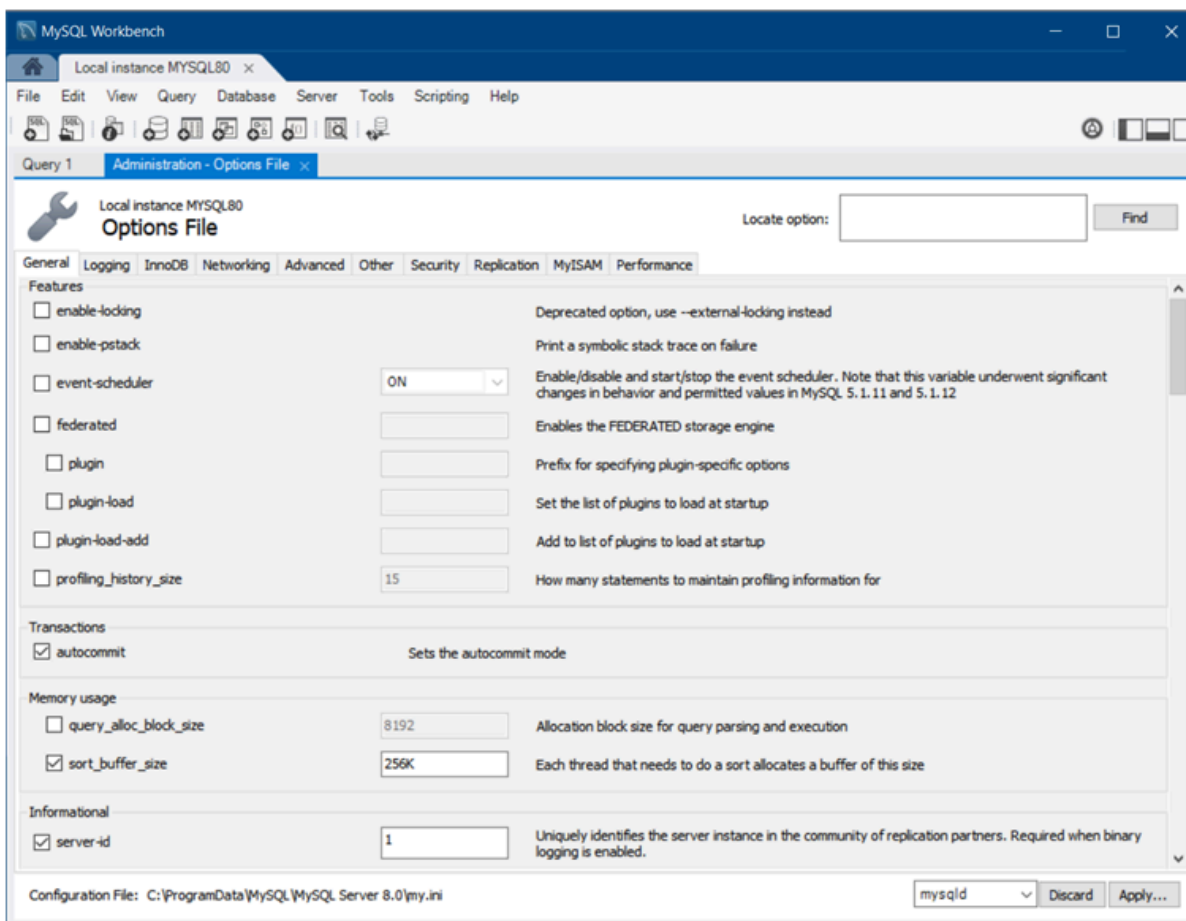 MySQL Workbench
Local instance MYSQL80
File Edit View Query Database Server Tools Scripting Help
Query 1 Administration - Options File
Local instance MYSQL80
Options File
Locate option: Find
General Logging InnoDB Networking Advanced Other Security Replication MyISAM Performance
Features
enable-locking Deprecated option, use --external-locking instead
enable-pstack Print a symbolic stack trace on failure
event-scheduler ON Enable/disable and start/stop the event scheduler. Note that this variable underwent significant
changes in behavior and permitted values in MySQL 5.1.11 and 5.1.12
federated Enables the FEDERATED storage engine
plugin Prefix for specifying plugin-specific options
plugin-load Set the list of plugins to load at startup
plugin-load-add Add to list of plugins to load at startup
profiling_history_size 15 How many statements to maintain profiling information for
Transactions
autocommit Sets the autocommit mode
Memory usage
query_alloc_block_size 8192 Allocation block size for query parsing and execution
sort_buffer_size 256K Each thread that needs to do a sort allocates a buffer of this size
Informational
server-id 1 Uniquely identifies the server instance in the community of replication partners. Required when binary
logging is enabled.
Configuration File: C:\ProgramData\MySQL\MySQL Server 8.0\my.ini mysqld Discard Apply...